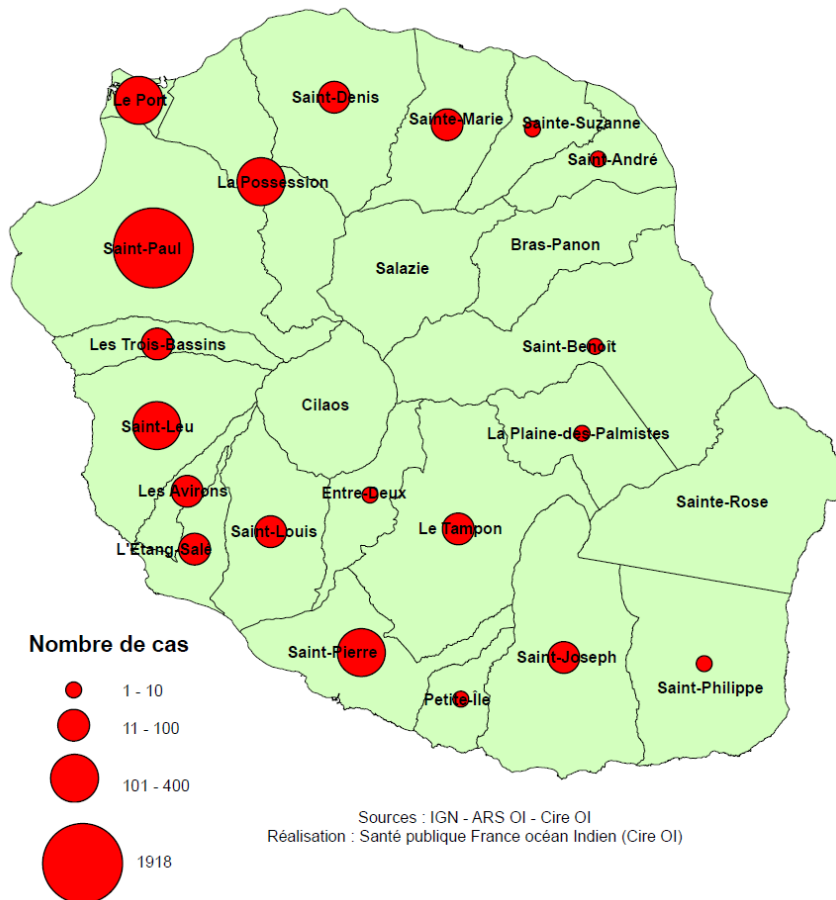 Le Port
Saint-Denis
Sainte-Marie
Sainte-Suzanne
Saint-André
La Possession
Saint-Paul
Salazie
Bras-Panon
Les Trois-Bassins
Saint-Benoît
Cilaos
Saint-Leu
La Plaine-des-Palmistes
Les Avirons
Entre-Deux
Sainte-Rose
Saint-Louis
Le Tampon
L'Etang-Salé
Saint-Pierre
Saint-Joseph
Saint-Philippe
Petite-Île
Nombre de cas
1 - 10
11 - 100
101 - 400
1918
Sources : IGN - ARS OI - Cire OI
Réalisation : Santé publique France océan Indien (Cire OI)